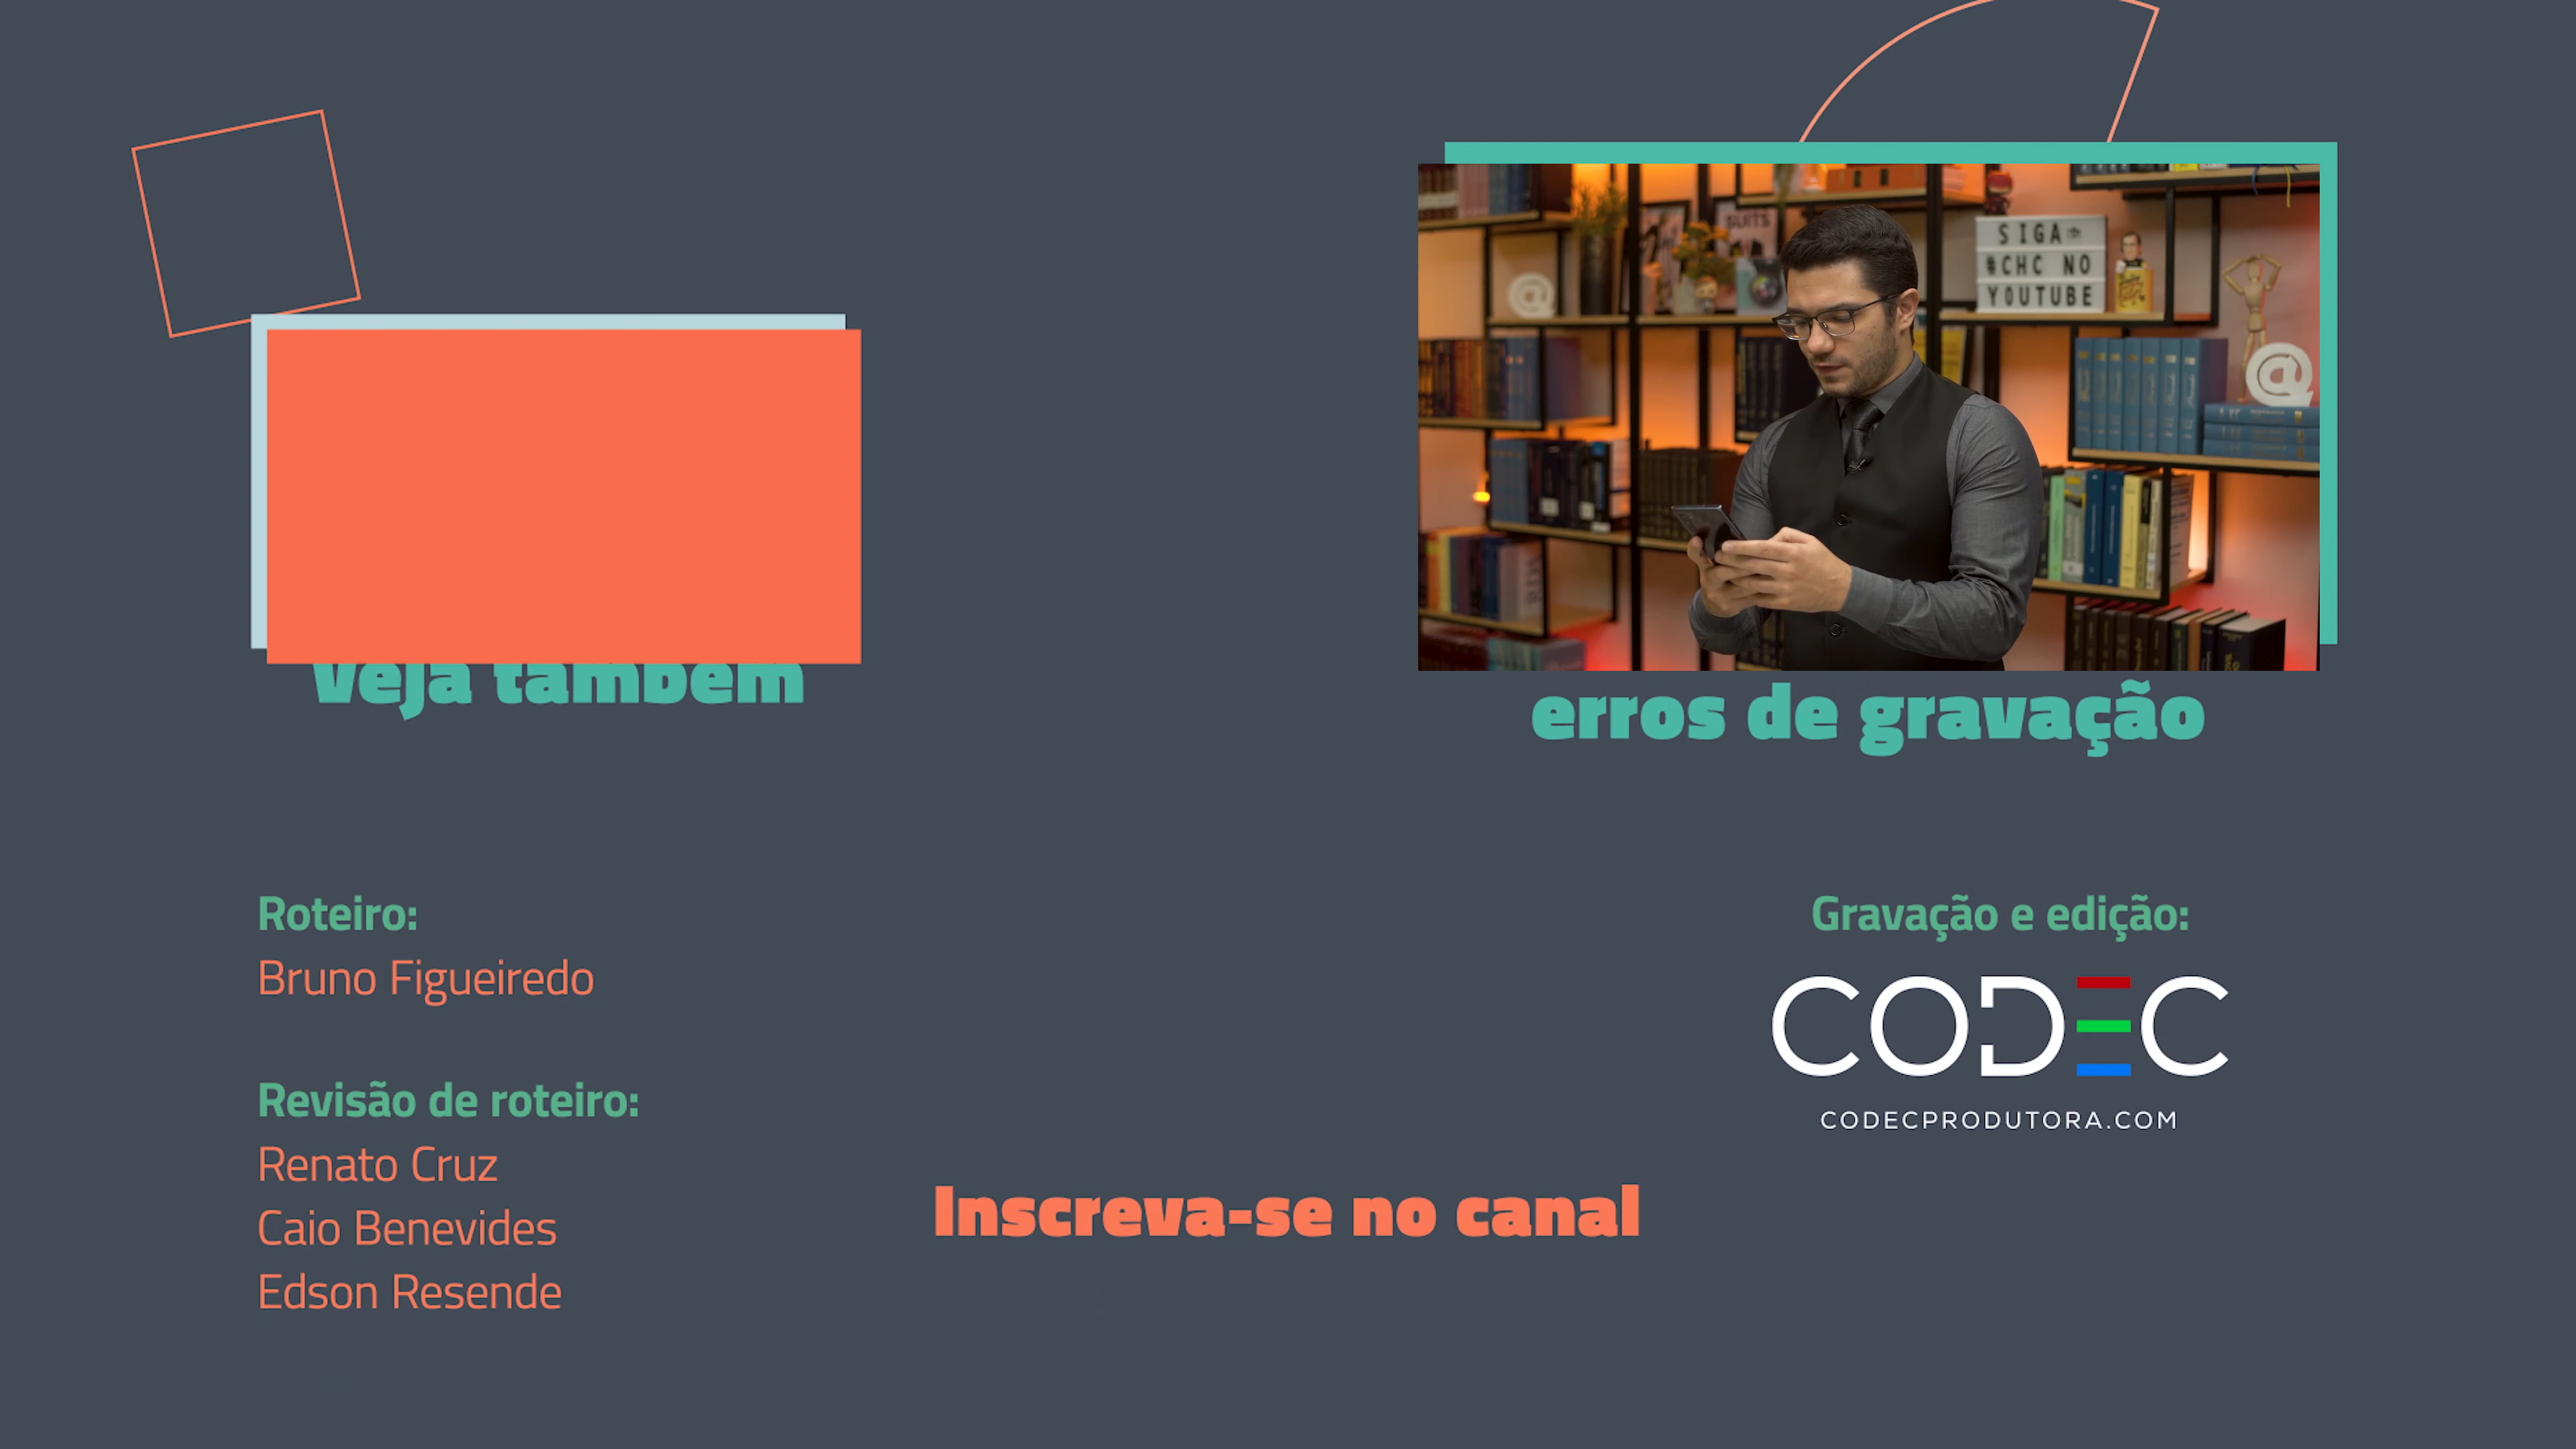 SUITS
SIGA
#CHC NO
YOUTUBE
@
@
Veja também
erros de gravação
Roteiro:
Bruno Figueiredo
Revisão de roteiro:
Renato Cruz
Caio Benevides
Edson Resende
Gravação e edição:
CODEC
CODECPRODUTORA.COM
Inscreva-se no canal